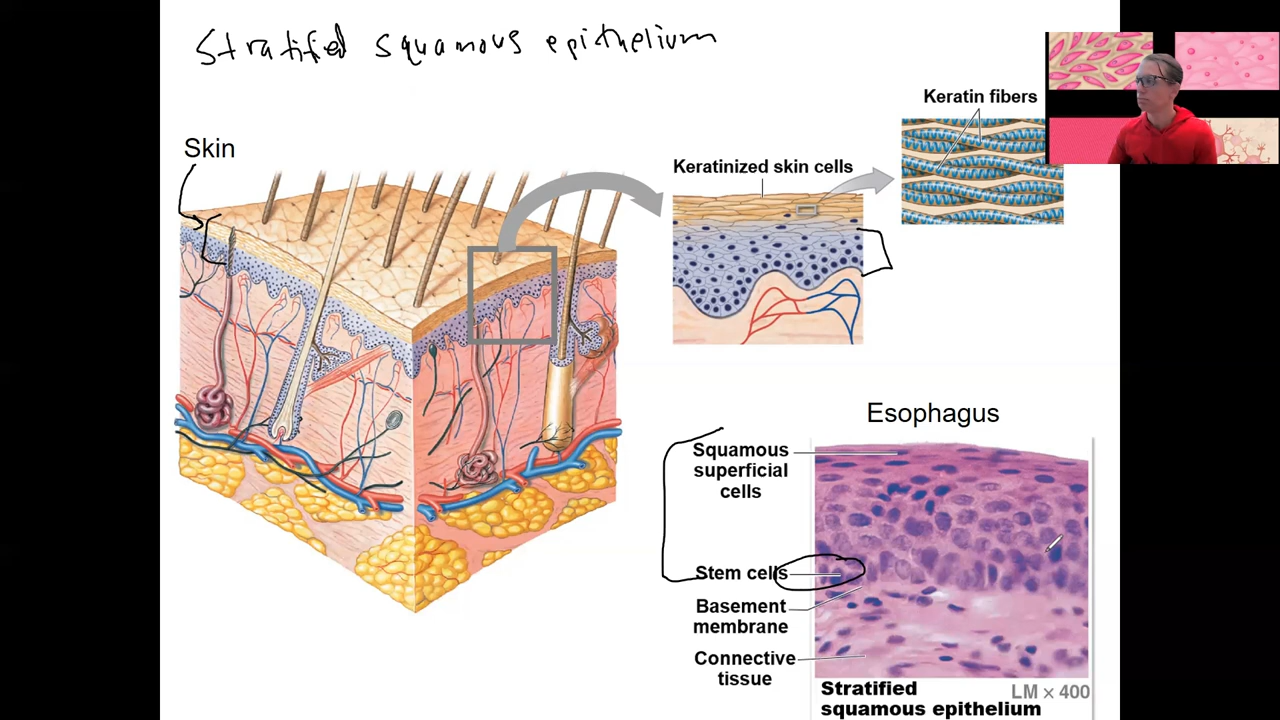 Stratified squamous epithelium
Skin
Keratin fibers
Keratinized skin cells
Esophagus
Squamous
superficial
cells
Stem cells
Basement
membrane
Connective
tissue
Stratified
squamous epithelium
LM × 400